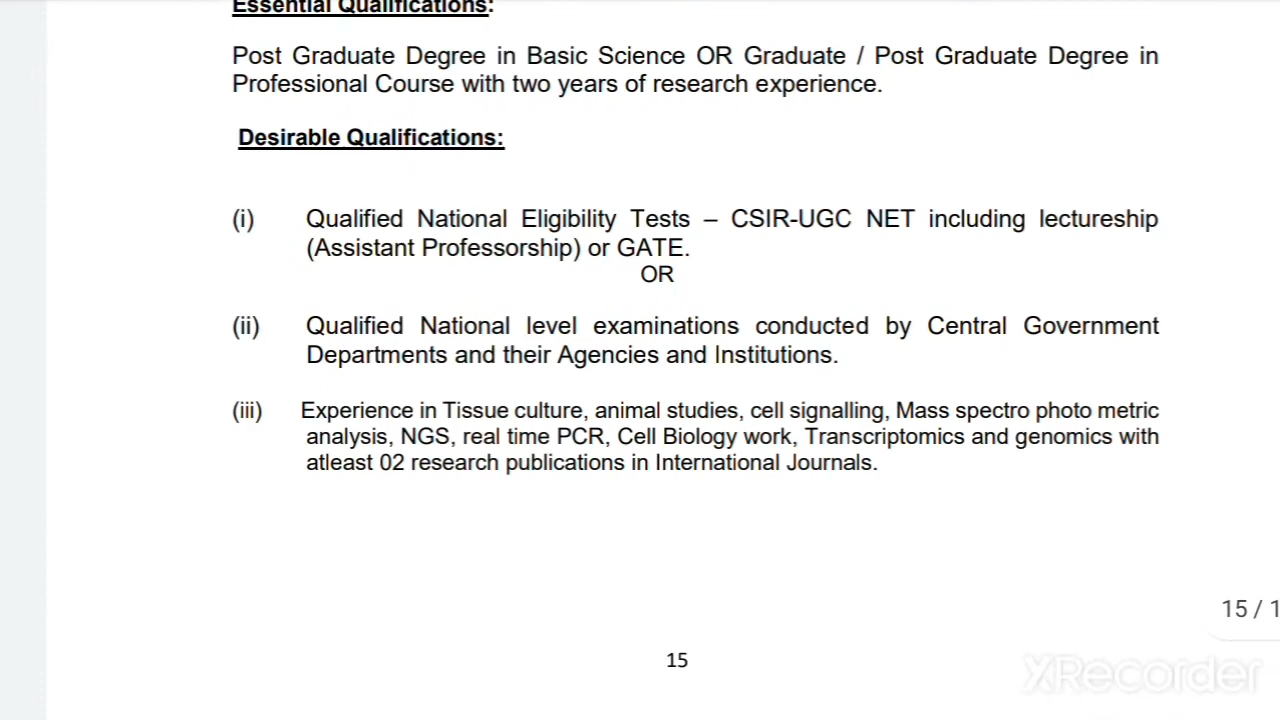 Essential Qualifications:
Post Graduate Degree in Basic Science OR Graduate / Post Graduate Degree in
Professional Course with two years of research experience.
Desirable Qualifications:
(i) Qualified National Eligibility Tests – CSIR-UGC NET including lectureship
(Assistant Professorship) or GATE.
OR
(ii) Qualified National level examinations conducted by Central Government
Departments and their Agencies and Institutions.
(iii) Experience in Tissue culture, animal studies, cell signalling, Mass spectro photo metric
analysis, NGS, real time PCR, Cell Biology work, Transcriptomics and genomics with
atleast 02 research publications in International Journals.
15 / 1
15
XRecorder